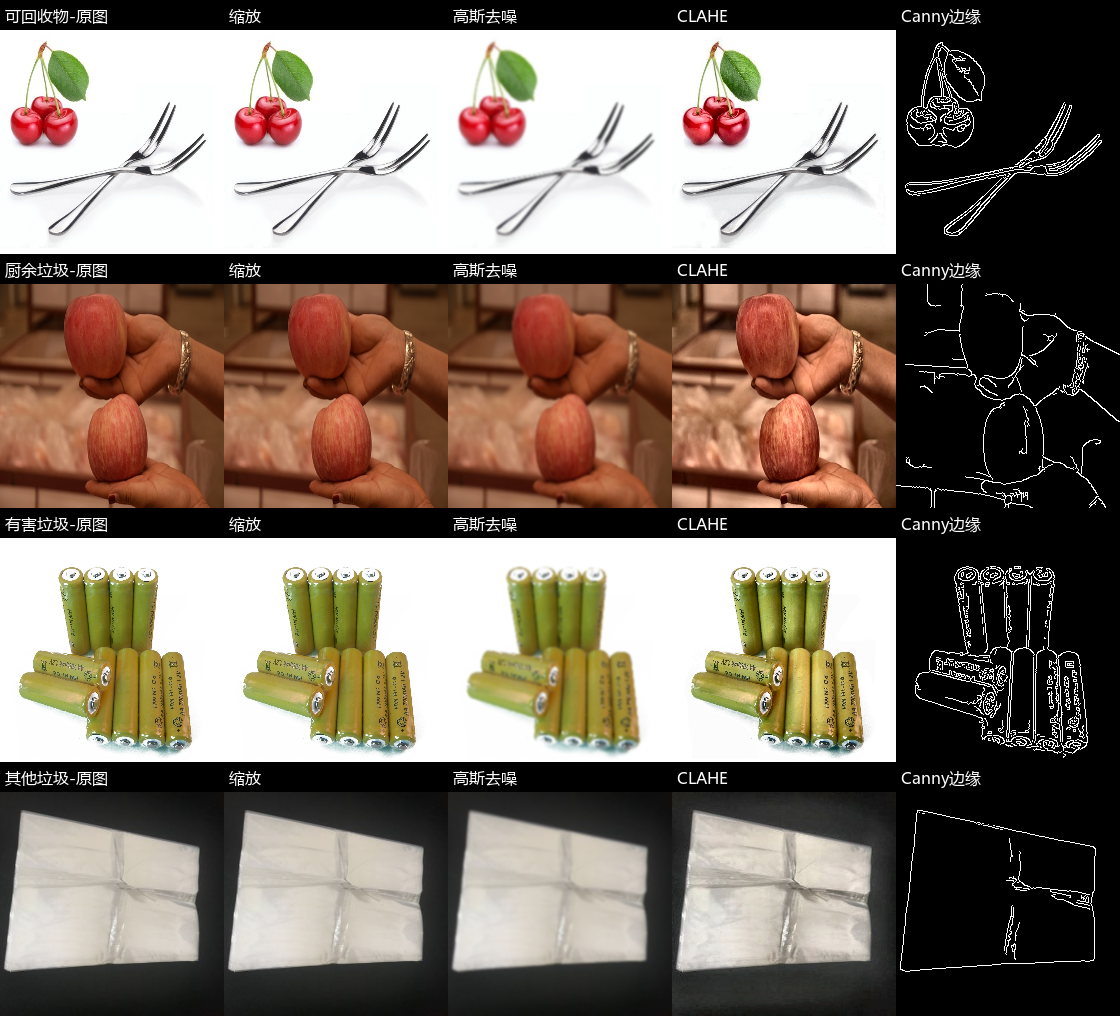 可回收物-原图 缩放 高斯去噪 CLAHE Canny边缘
厨余垃圾-原图 缩放 高斯去噪 CLAHE Canny边缘
有害垃圾-原图 缩放 高斯去噪 CLAHE Canny边缘
其他垃圾-原图 缩放 高斯去噪 CLAHE Canny边缘